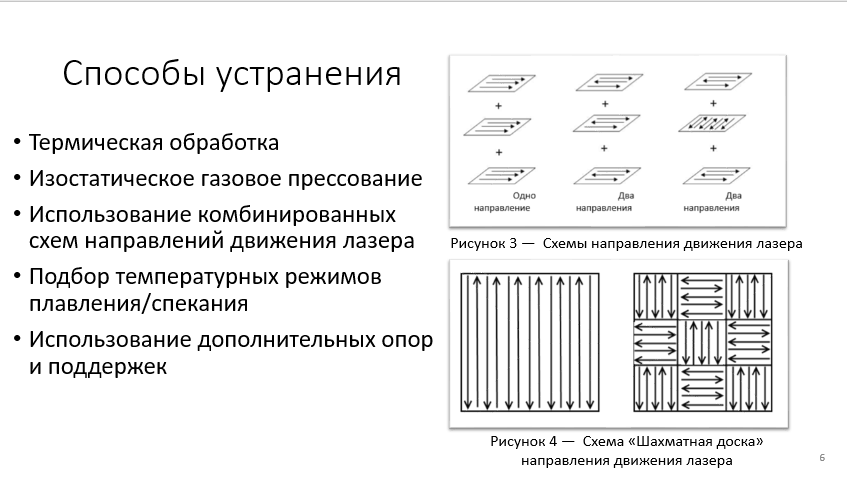 Способы устранения
• Термическая обработка
• Изостатическое газовое прессование
• Использование комбинированных
схем направлений движения лазера
• Подбор температурных режимов
плавления/спекания
• Использование дополнительных опор
и поддержек
+ + +
+ + +
Одно Два Два
направление направления направления
Рисунок 3 — Схемы направления движения лазера
Рисунок 4 — Схема «Шахматная доска»
направления движения лазера
6